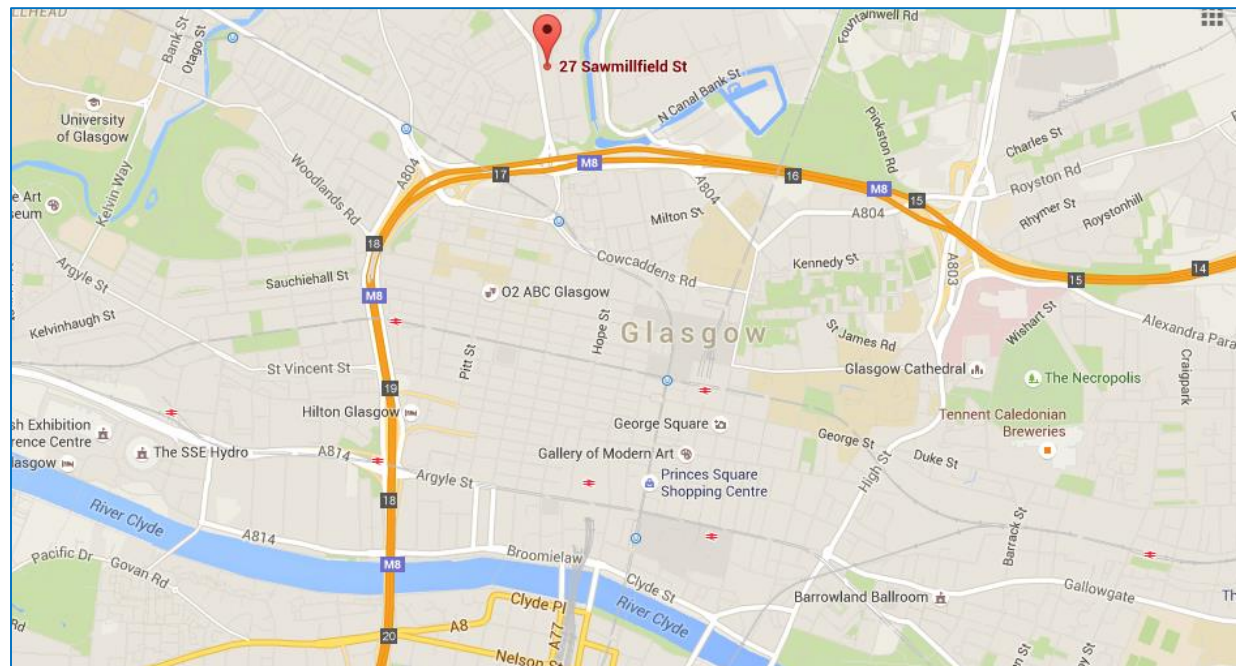 LLHEAD
Bank St
Otago St
27 Sawmillfield St
Fountainwell Rd
N Canal Bank St
Pinkston Rd
Charles St
University
of Glasgow
Kelvin Way
Woodlands Rd
A804
17
M8
16
M8
15
Royston Rd
A804
A804
Rhymer St
Roystonhill
Art
seum
Milton St
18
Argyle St
Sauchiehall St
Cowcaddens Rd
Kennedy St
A803
15
14
M8
O2 ABC Glasgow
Kelvinhaugh St
Hope St
Glasgow
St James Rd
Wishart St
Alexandra Para
Pitt St
St Vincent St
Glasgow Cathedral
The Necropolis
Craigpark
19
Hilton Glasgow
George Square
Tennent Caledonian
Breweries
sh Exhibition
rence Centre
The SSE Hydro
lasgow
A814
Gallery of Modern Art
George St
Duke St
High St
Argyle St
Princes Square
Shopping Centre
18
River Clyde
A814
Broomielaw
Barrack St
Pacific Dr
Govan Rd
M8
Clyde St
Gallowgate
Clyde Pl
River Clyde
Barrowland Ballroom
Th
Rd
A8
A77
20
Nelson St